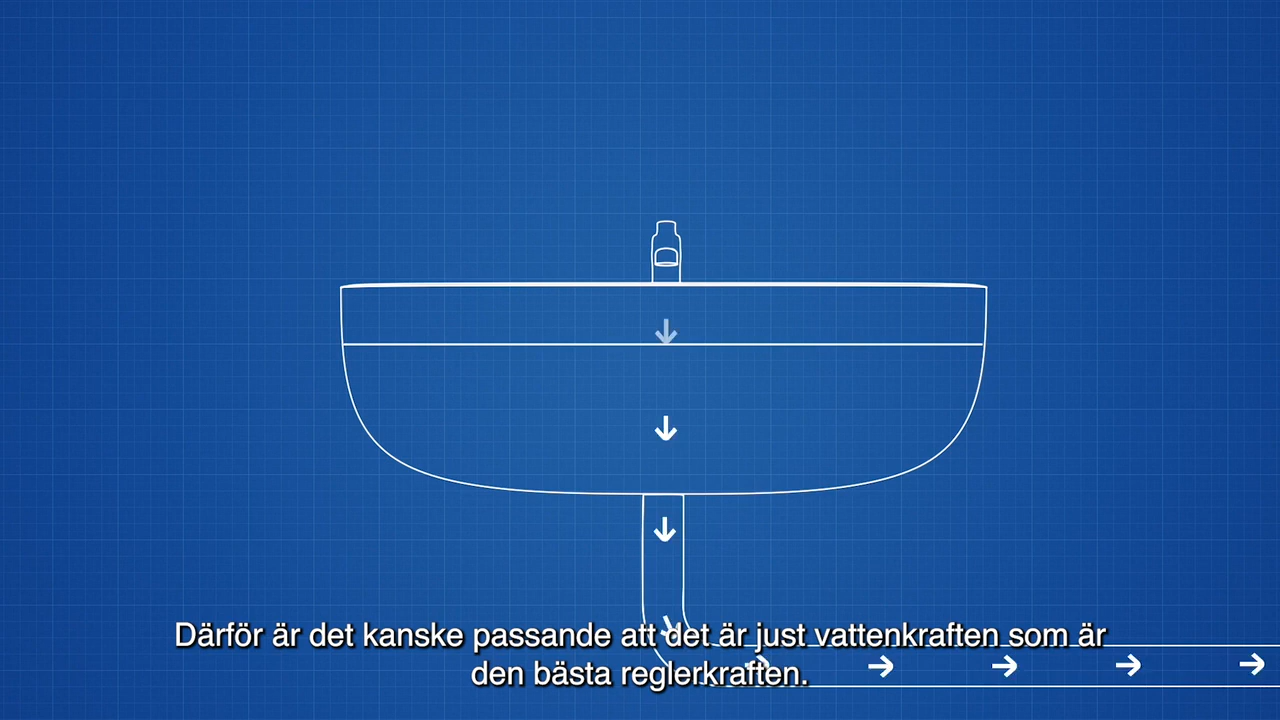 Därför är det kanske passande att det är just vattenkraften som är
den bästa reglerkraften.